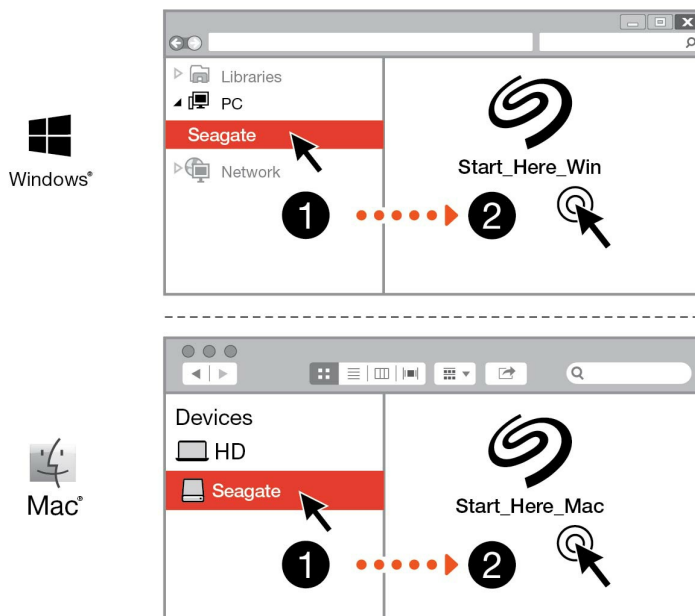 Libraries
PC
Seagate
Network
Start_Here_Win
1
2
Windows®
Devices
HD
Seagate
Start_Here_Mac
1
2
Mac®